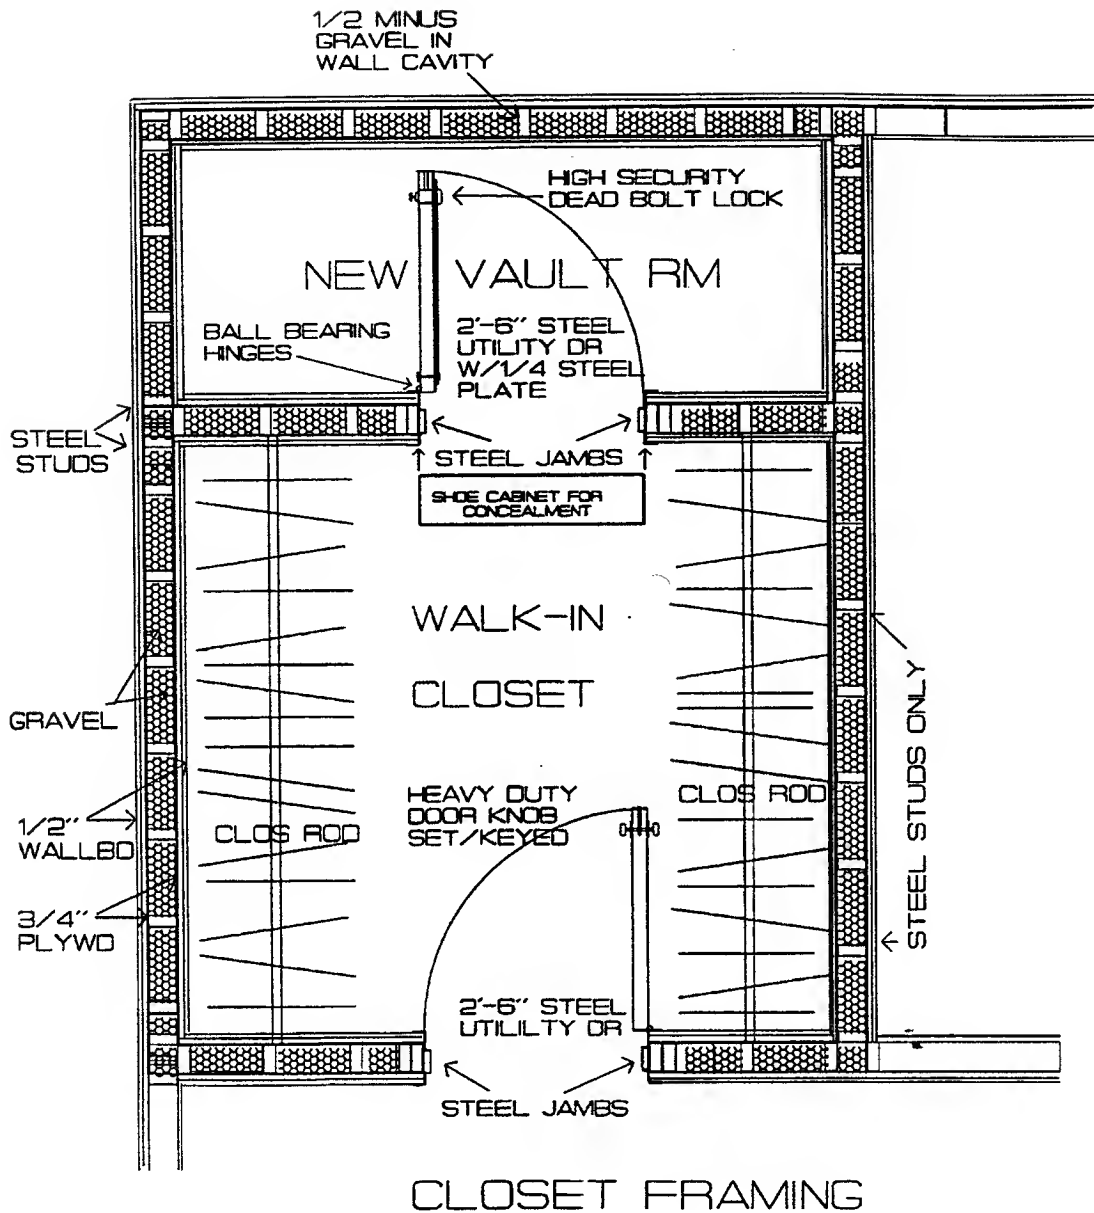 1/2 MINUS
GRAVEL IN
WALL CAVITY
HIGH SECURITY
DEAD BOLT LOCK
NEW VAULT RM
BALL BEARING
HINGES
2'-6" STEEL
UTILITY DR
W/1/4 STEEL
PLATE
STEEL
STUDS
STEEL JAMBS
SHOE CABINET FOR
CONCEALMENT
WALK-IN
CLOSET
GRAVEL
STEEL STUDS ONLY
HEAVY DUTY
DOOR KNOB
SET/KEYED
CLOS ROD
CLOS ROD
1/2"
WALLBD
3/4"
PLYWD
2'-6" STEEL
UTILILTY DR
STEEL JAMBS
CLOSET FRAMING